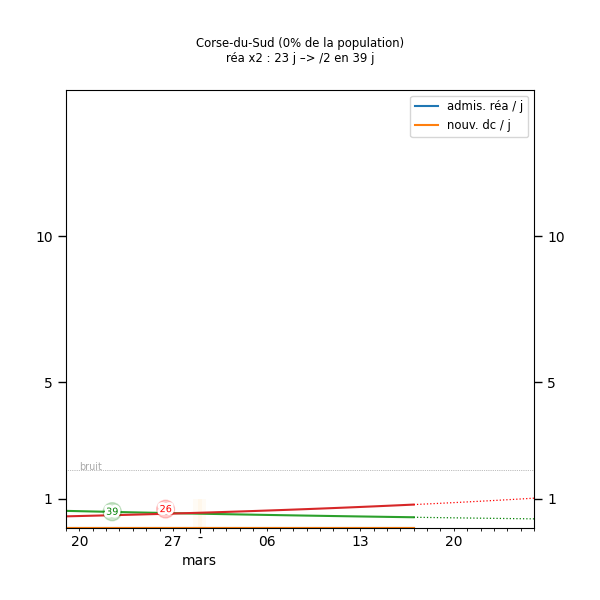 Corse-du-Sud (0% de la population)
réa x2 : 23 j –> /2 en 39 j
admis. réa / j
nouv. dc / j
10 10
5 5
bruit
1 1
39 26
20 27 - 06 13 20
mars